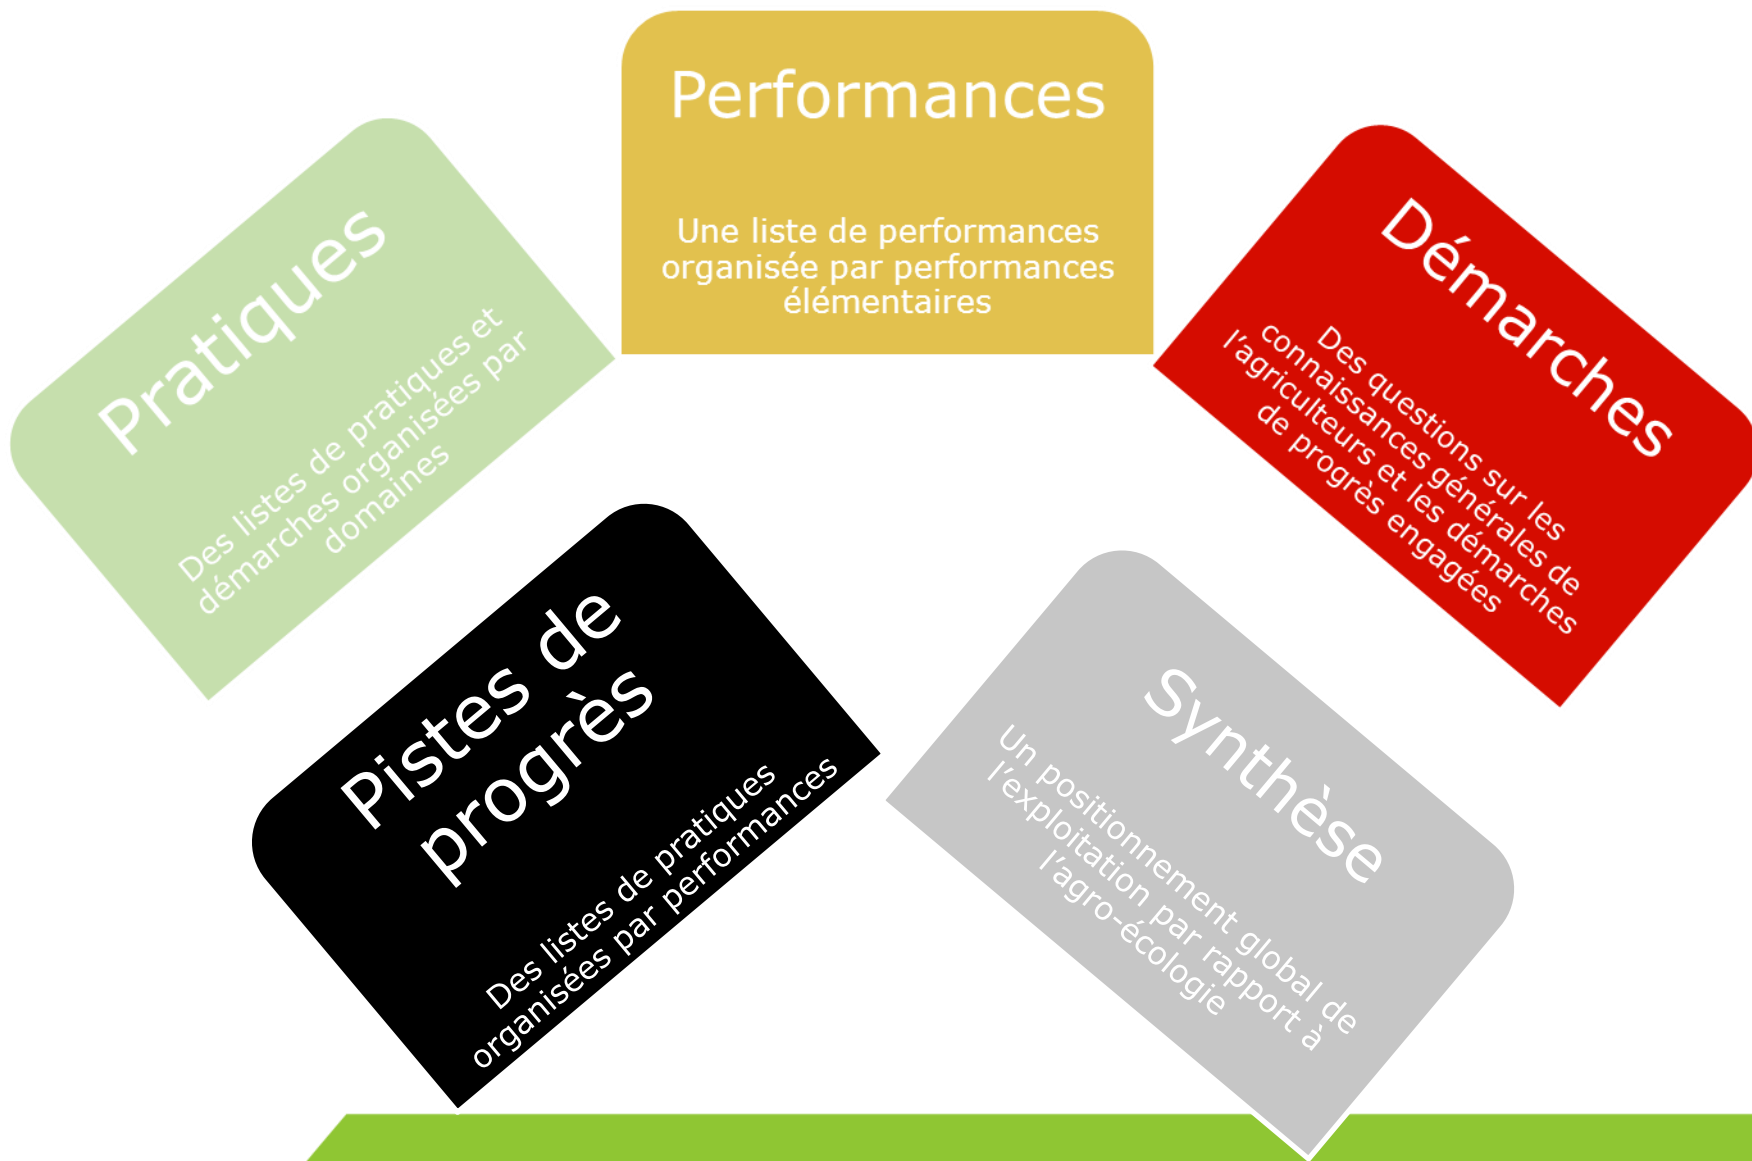 Performances
Une liste de performances
organisée par performances
élémentaires
Pratiques
Des listes de pratiques et
démarches organisées par
domaines
Démarches
Des questions sur les
connaissances générales de
l’agriculteurs et les démarches
de progrès engagées
Pistes de
progrès
Des listes de pratiques
organisées par performances
Synthèse
Un positionnement global de
l’exploitation par rapport à
l’agro-écologie